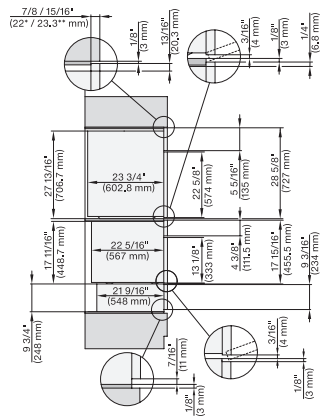 7/8 / 15/16"
(22* / 23.3** mm)
1/8"
(3 mm)
13/16"
(20.3 mm)
3/16"
(4 mm)
1/8"
(3 mm)
1/4"
(6.8 mm)
27 13/16"
(706.7 mm)
23 3/4"
(602.8 mm)
22 5/8"
(574 mm)
5 5/16"
(135 mm)
28 5/8"
(727 mm)
17 11/16"
(448.7 mm)
22 5/16"
(567 mm)
13 1/8"
(333 mm)
4 3/8"
(111.5 mm)
17 15/16"
(455.5 mm)
9 3/16"
(234 mm)
21 9/16"
(548 mm)
9 3/4"
(248 mm)
7/16"
(11 mm)
1/8"
(3 mm)
3/16"
(4 mm)
1/8"
(3 mm)